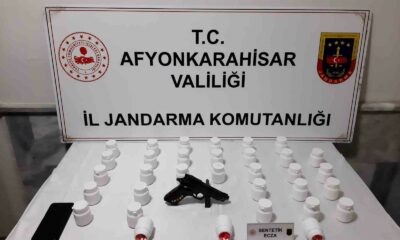 T.C.
AFYONKARAHİSAR
VALİLİĞİ
İL JANDARMA KOMUTANLIĞI
SENTETİK
ECZA